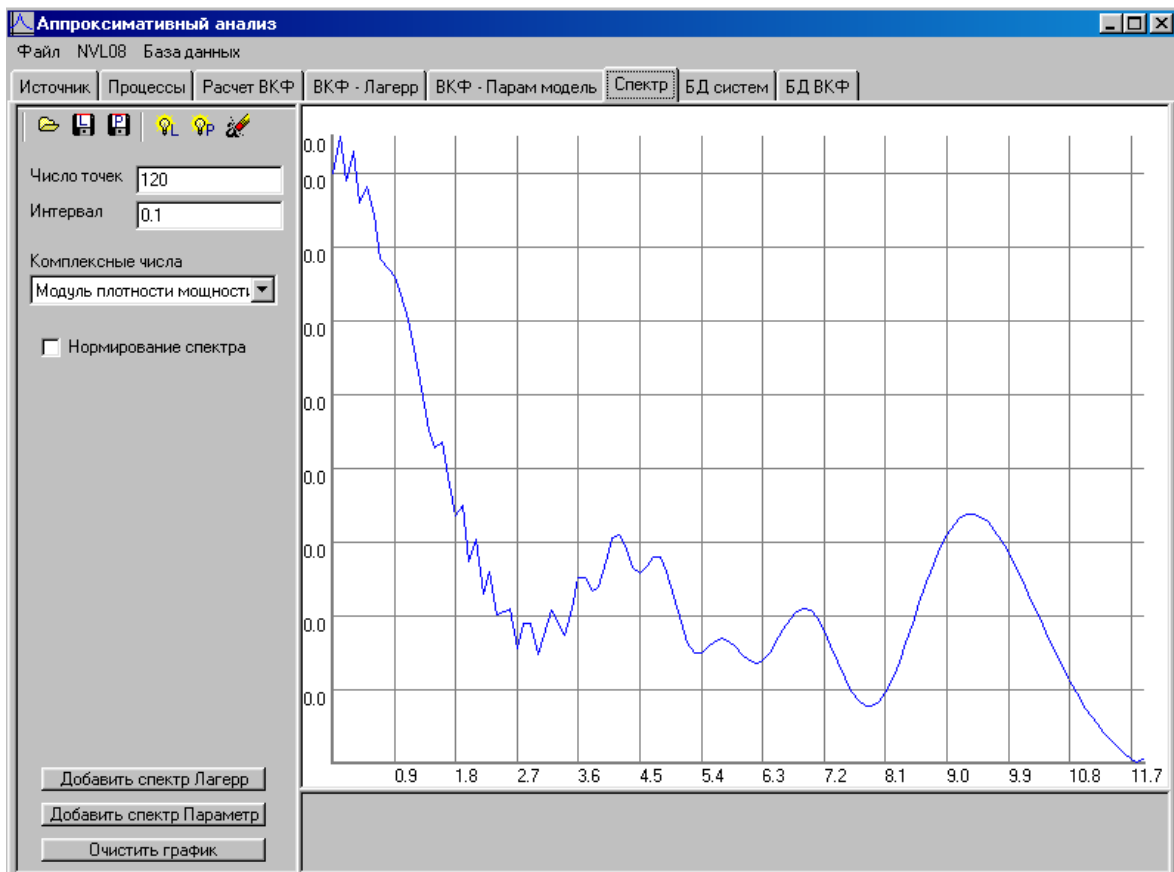 Аппроксимативный анализ
Файл NVL08 База данных
Источник Процессы Расчет ВКФ ВКФ - Лагерр ВКФ - Парам модель Спектр БД систем БД ВКФ
L P L P
Число точек 120
Интервал 0.1
Комплексные числа
Модуль плотности мощности
Нормирование спектра
Добавить спектр Лагерр
Добавить спектр Параметр
Очистить график
0.0
0.0
0.0
0.0
0.0
0.0
0.0
0.0
0.0
0.9 1.8 2.7 3.6 4.5 5.4 6.3 7.2 8.1 9.0 9.9 10.8 11.7